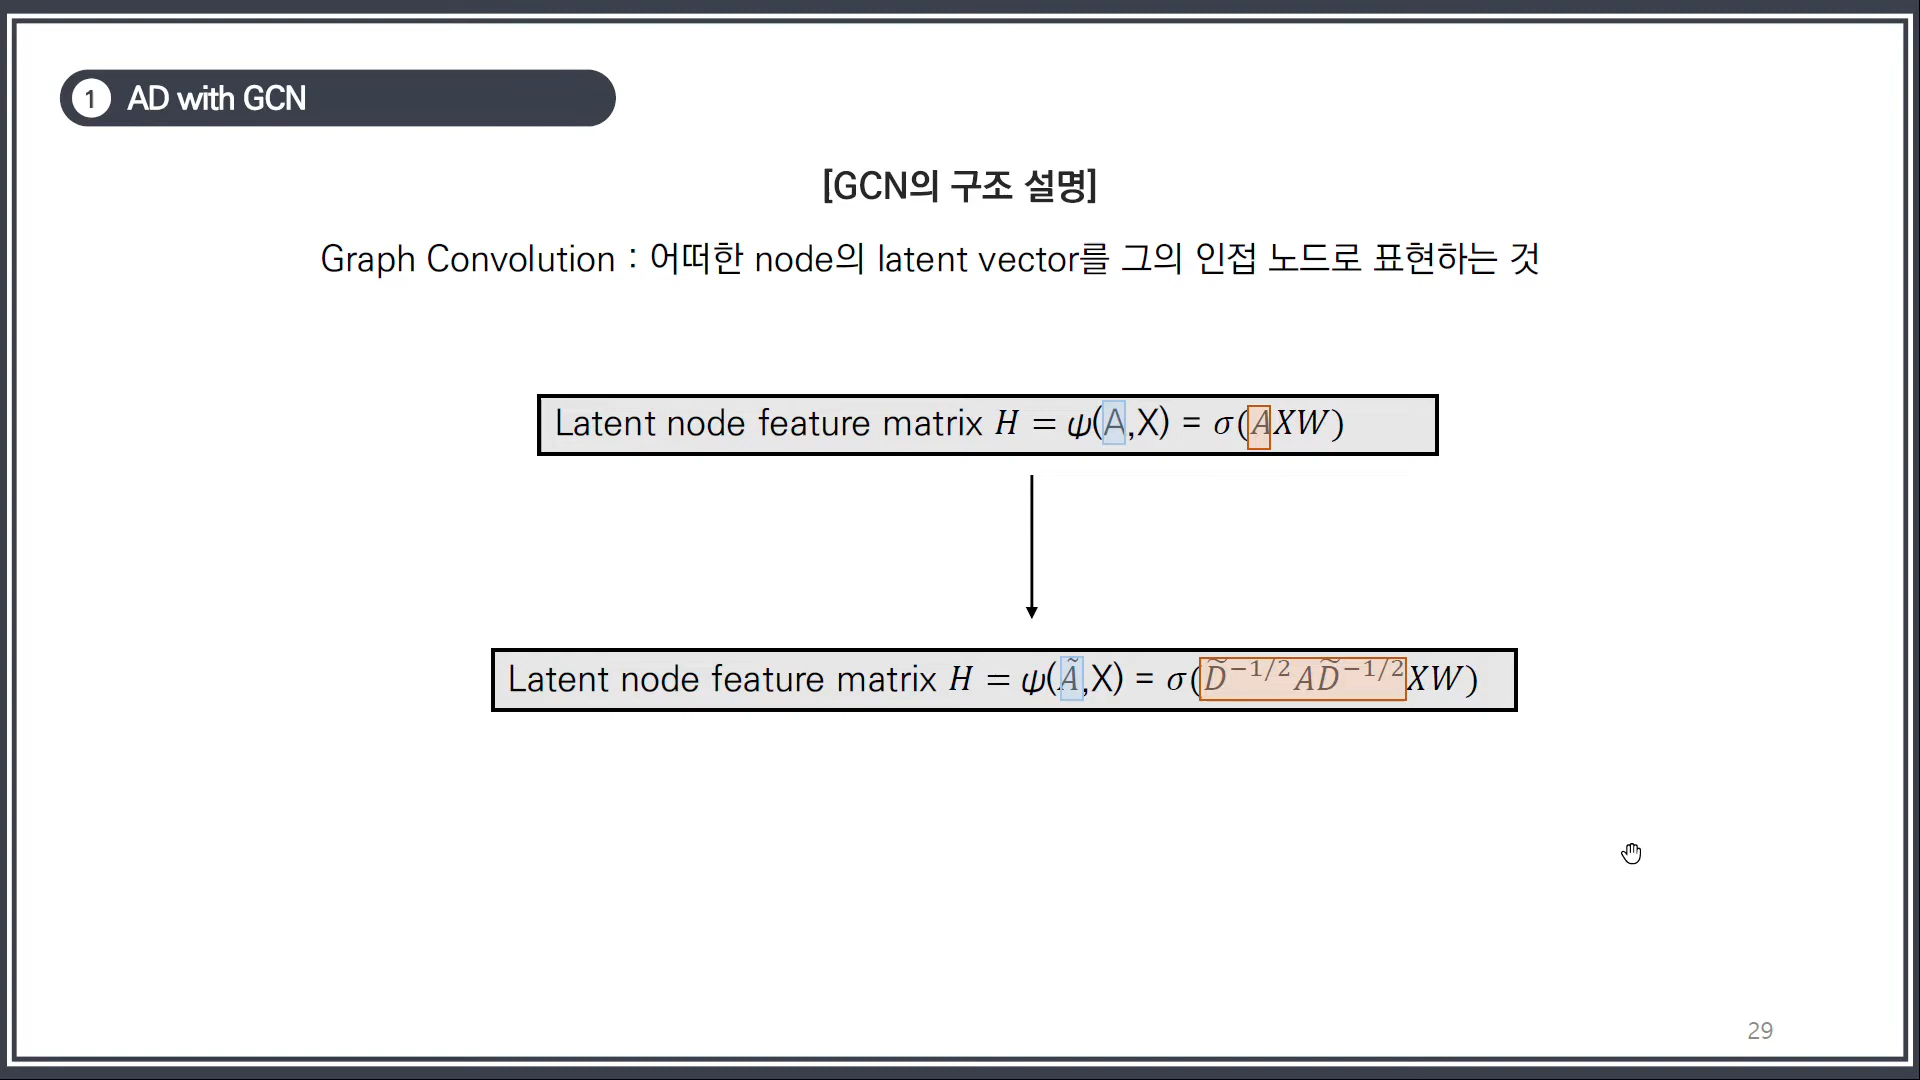 1 AD with GCN
[GCN의 구조 설명]
Graph Convolution : 어떠한 node의 latent vector를 그의 인접 노드로 표현하는 것
Latent node feature matrix H = ψ(A,X) = σ(AXW)
Latent node feature matrix H = ψ(Ã,X) = σ(D̃^{-1/2}AD̃^{-1/2}XW)
29